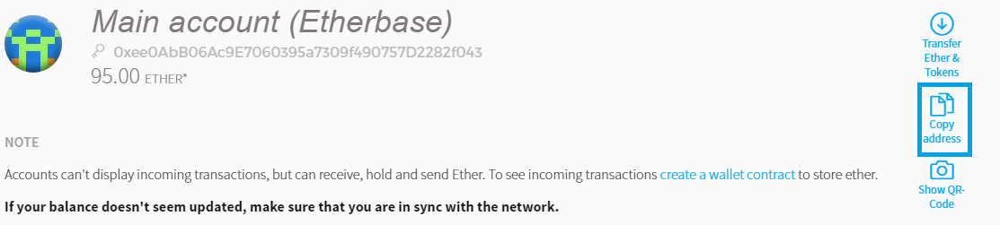 Main account (Etherbase)
0xee0AbB06Ac9E7060395a7309f490757D2282f043
95.00 ETHER*
Transfer
Ether &
Tokens
Copy
address
Show QR-
Code
NOTE
Accounts can't display incoming transactions, but can receive, hold and send Ether. To see incoming transactions create a wallet contract to store ether.
If your balance doesn't seem updated, make sure that you are in sync with the network.